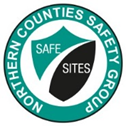 NORTHERN COUNTIES SAFETY GROUP
SAFE
SITES